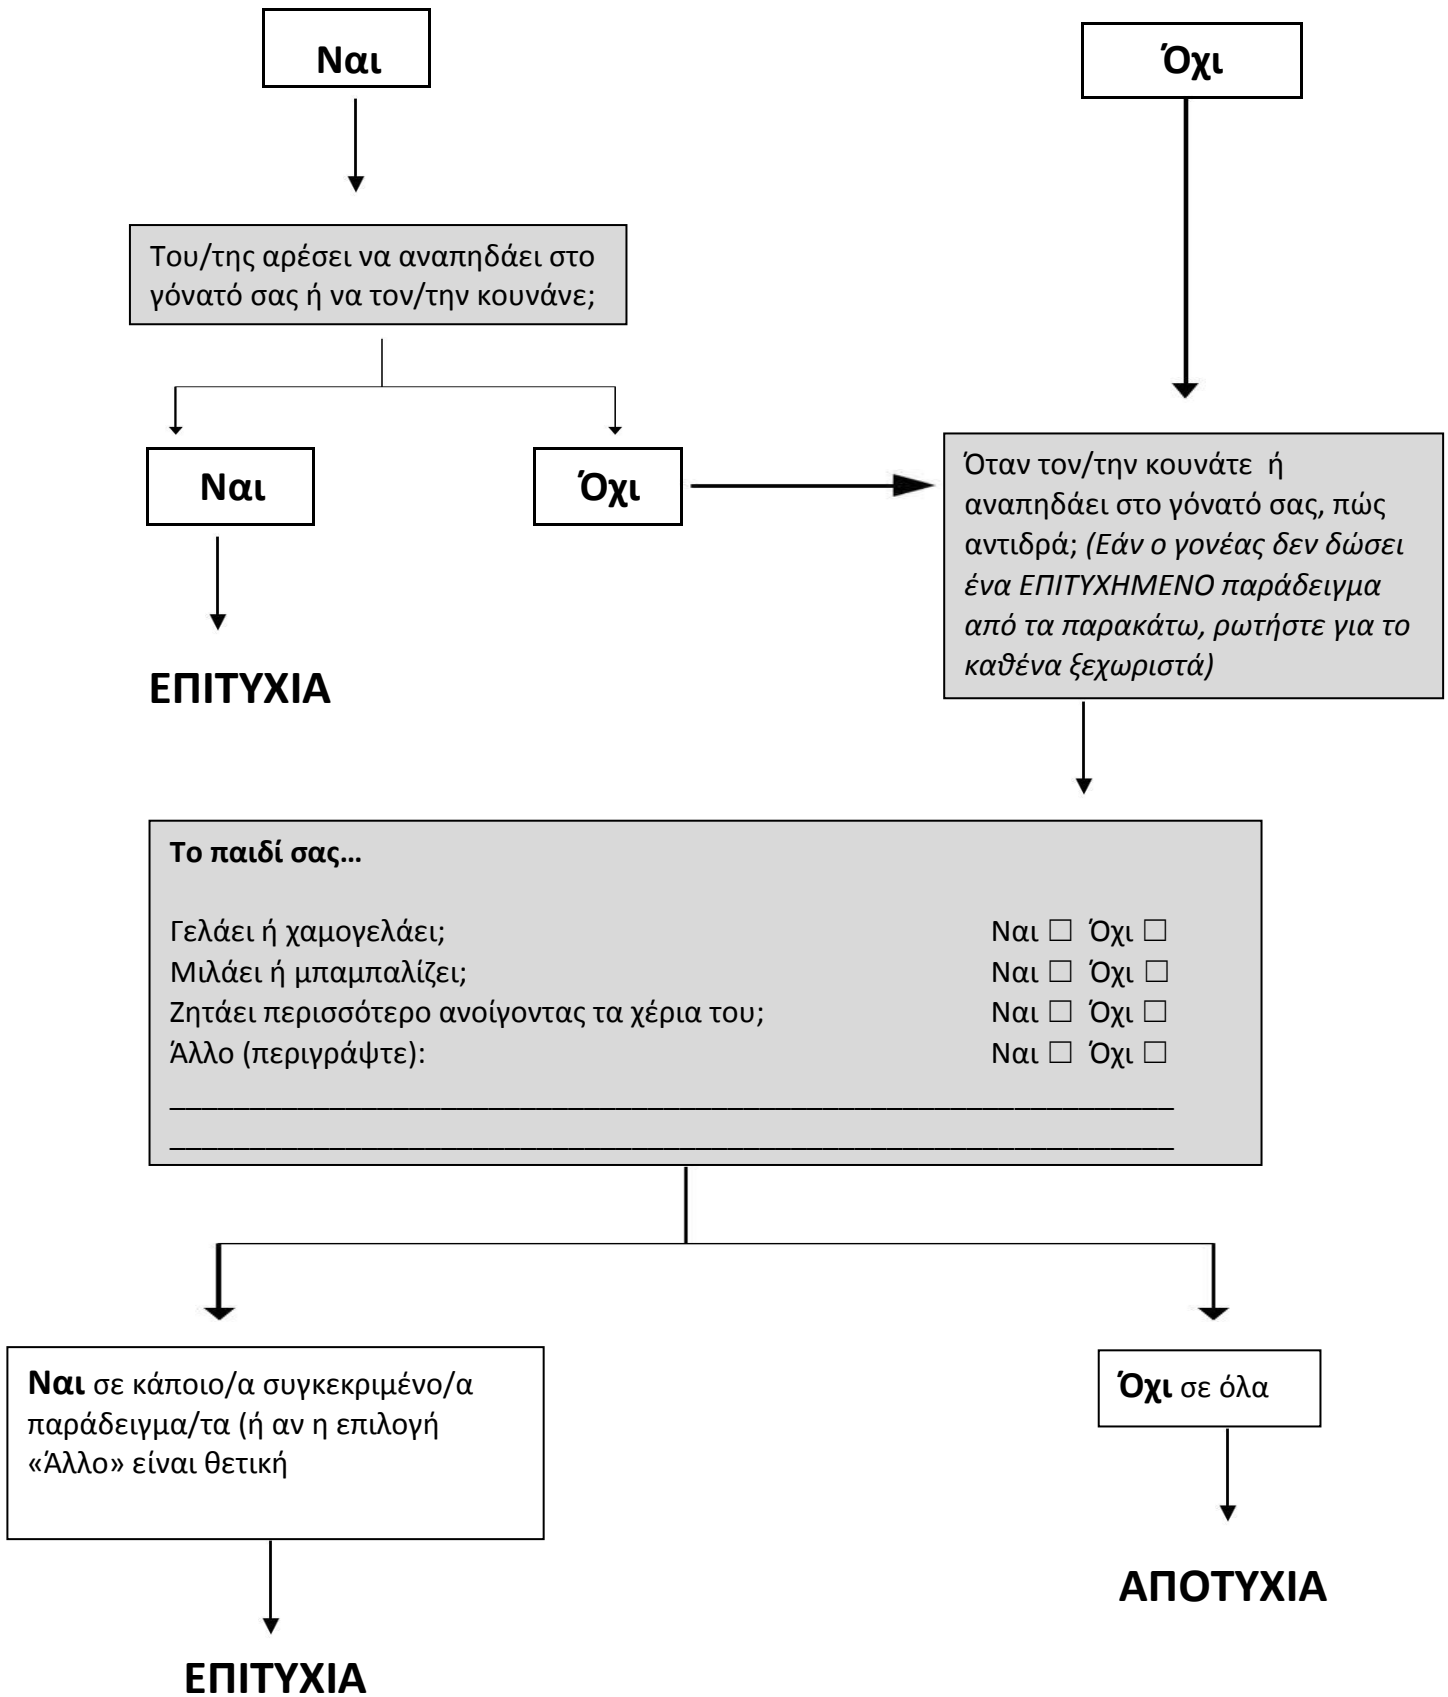 Ναι
Όχι
Του/της αρέσει να αναπηδάει στο
γόνατό σας ή να τον/την κουνάνε;
Ναι
Όχι
Όταν τον/την κουνάτε ή
αναπηδάει στο γόνατό σας, πώς
αντιδρά; (Εάν ο γονέας δεν δώσει
ένα ΕΠΙΤΥΧΗΜΕΝΟ παράδειγμα
από τα παρακάτω, ρωτήστε για το
καθένα ξεχωριστά)
ΕΠΙΤΥΧΙΑ
Το παιδί σας...
Γελάει ή χαμογελάει; Ναι ☐ Όχι ☐
Μιλάει ή μπαμπαλίζει; Ναι ☐ Όχι ☐
Ζητάει περισσότερο ανοίγοντας τα χέρια του; Ναι ☐ Όχι ☐
Άλλο (περιγράψτε): Ναι ☐ Όχι ☐
Ναι σε κάποιο/α συγκεκριμένο/α
παράδειγμα/τα (ή αν η επιλογή
«Άλλο» είναι θετική
Όχι σε όλα
ΑΠΟΤΥΧΙΑ
ΕΠΙΤΥΧΙΑ